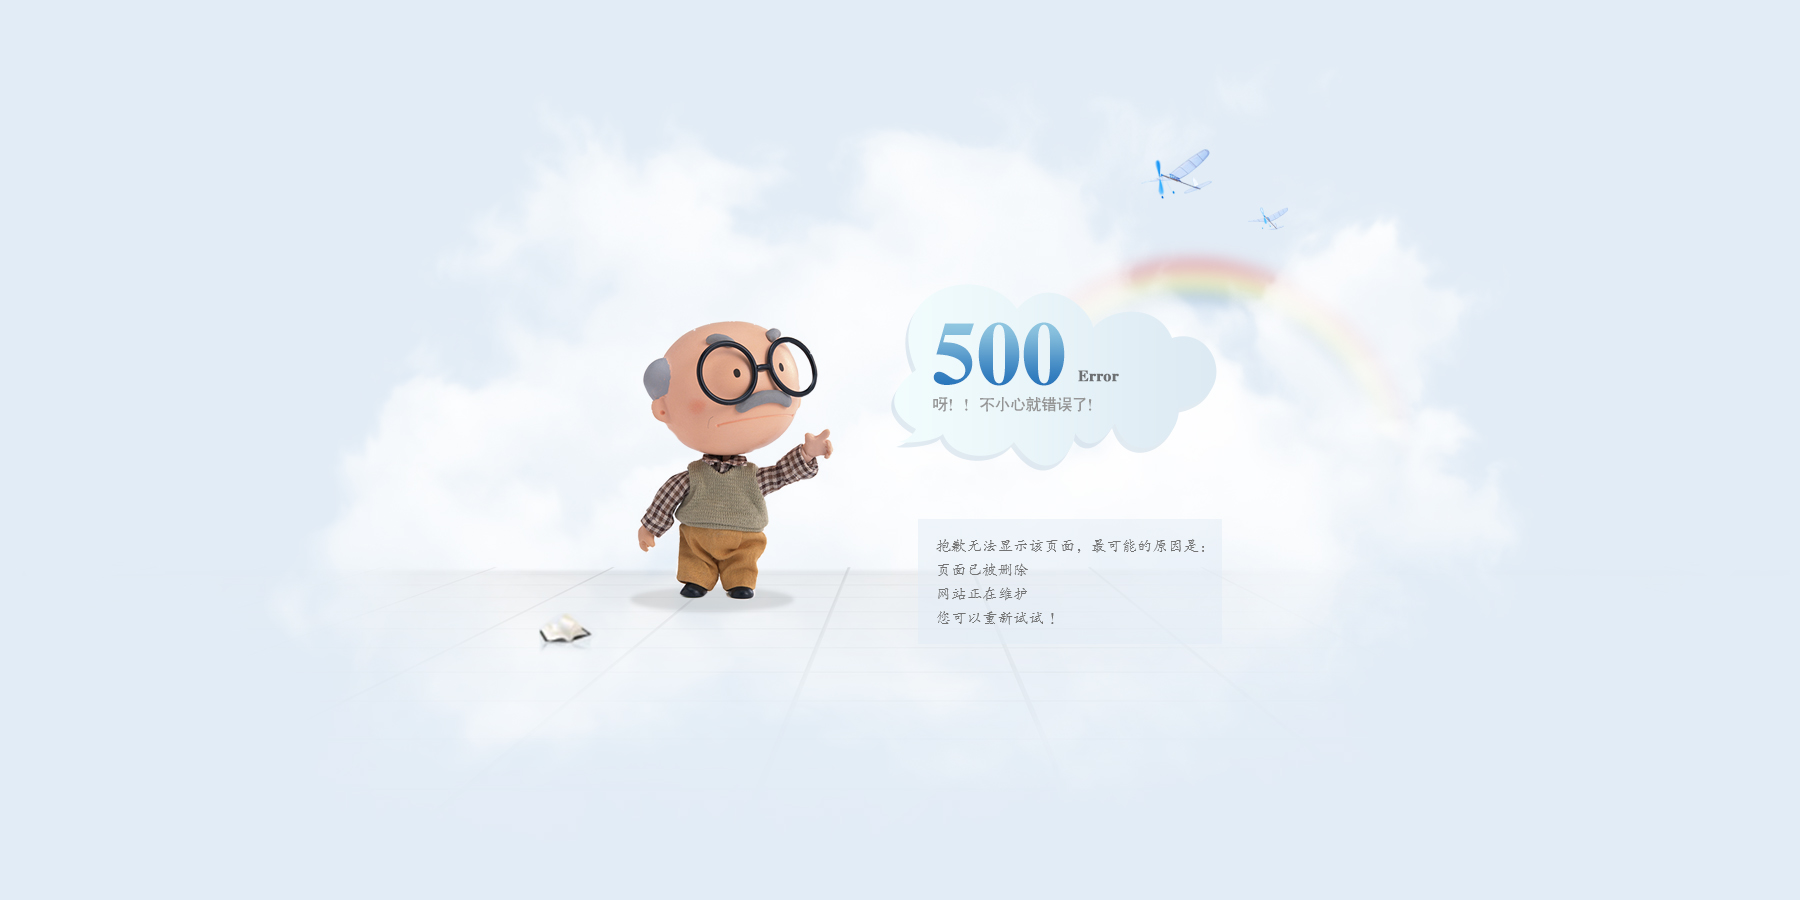 500 Error
呀！！不小心就错误了!
抱歉无法显示该页面，最可能的原因是：
页面已被删除
网站正在维护
您可以重新试试！